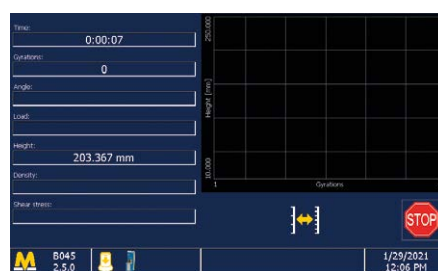 Time:
0:00:07
Gyrations:
0
Angle:
Load:
Height:
203.367 mm
Density:
Shear stress:
250.000
Height [mm]
10.000
1
Gyrations
STOP
B045
2.5.0
1/29/2021
12:06 PM